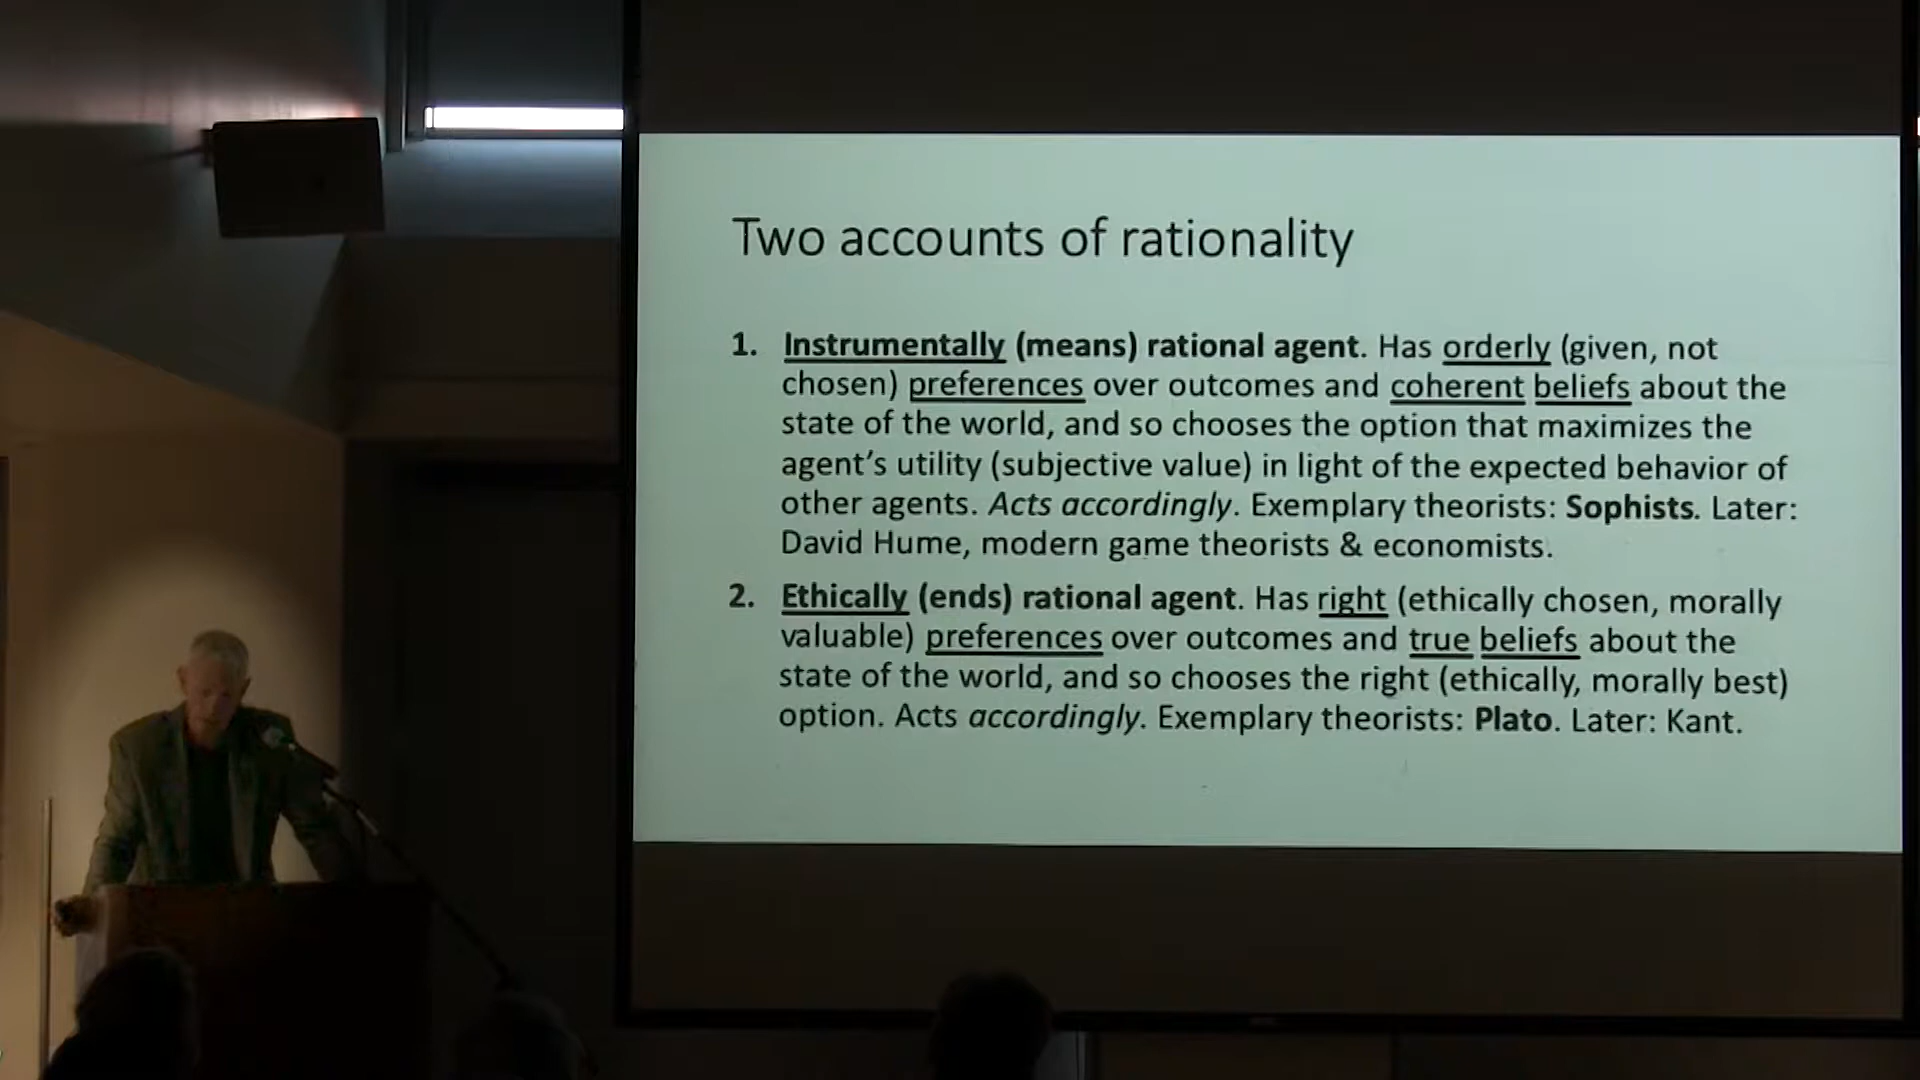 Two accounts of rationality
1. Instrumentally (means) rational agent. Has orderly (given, not
chosen) preferences over outcomes and coherent beliefs about the
state of the world, and so chooses the option that maximizes the
agent’s utility (subjective value) in light of the expected behavior of
other agents. Acts accordingly. Exemplary theorists: Sophists. Later:
David Hume, modern game theorists & economists.
2. Ethically (ends) rational agent. Has right (ethically chosen, morally
valuable) preferences over outcomes and true beliefs about the
state of the world, and so chooses the right (ethically, morally best)
option. Acts accordingly. Exemplary theorists: Plato. Later: Kant.